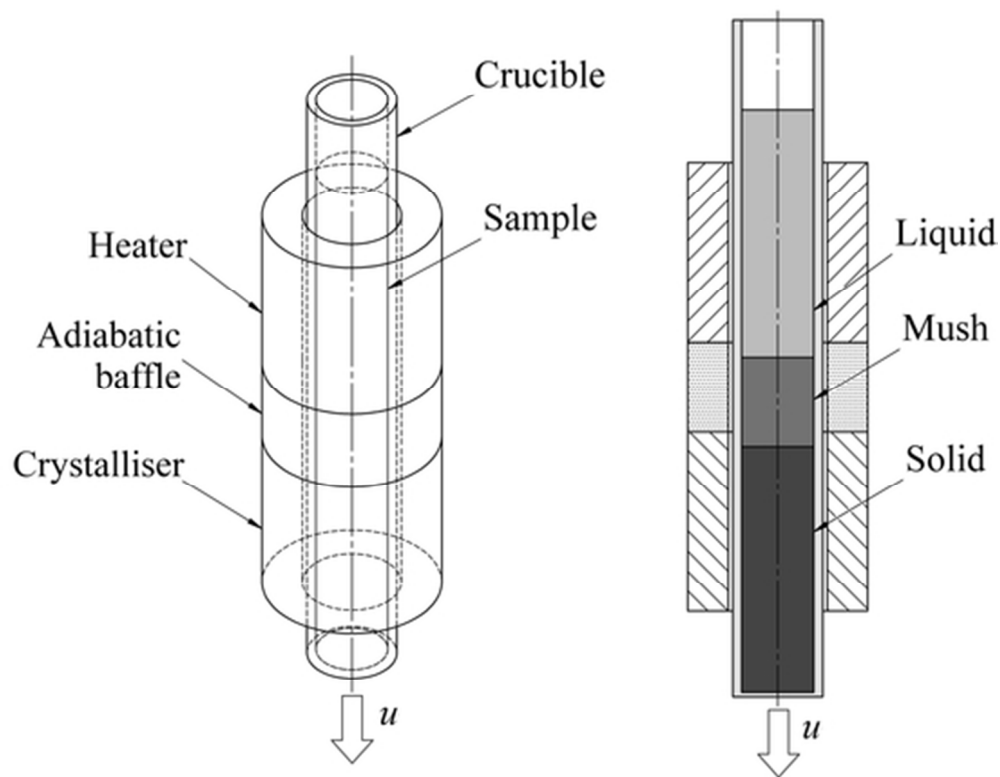 Crucible
Sample
Heater
Adiabatic
baffle
Crystalliser
u
Liquid
Mush
Solid
u